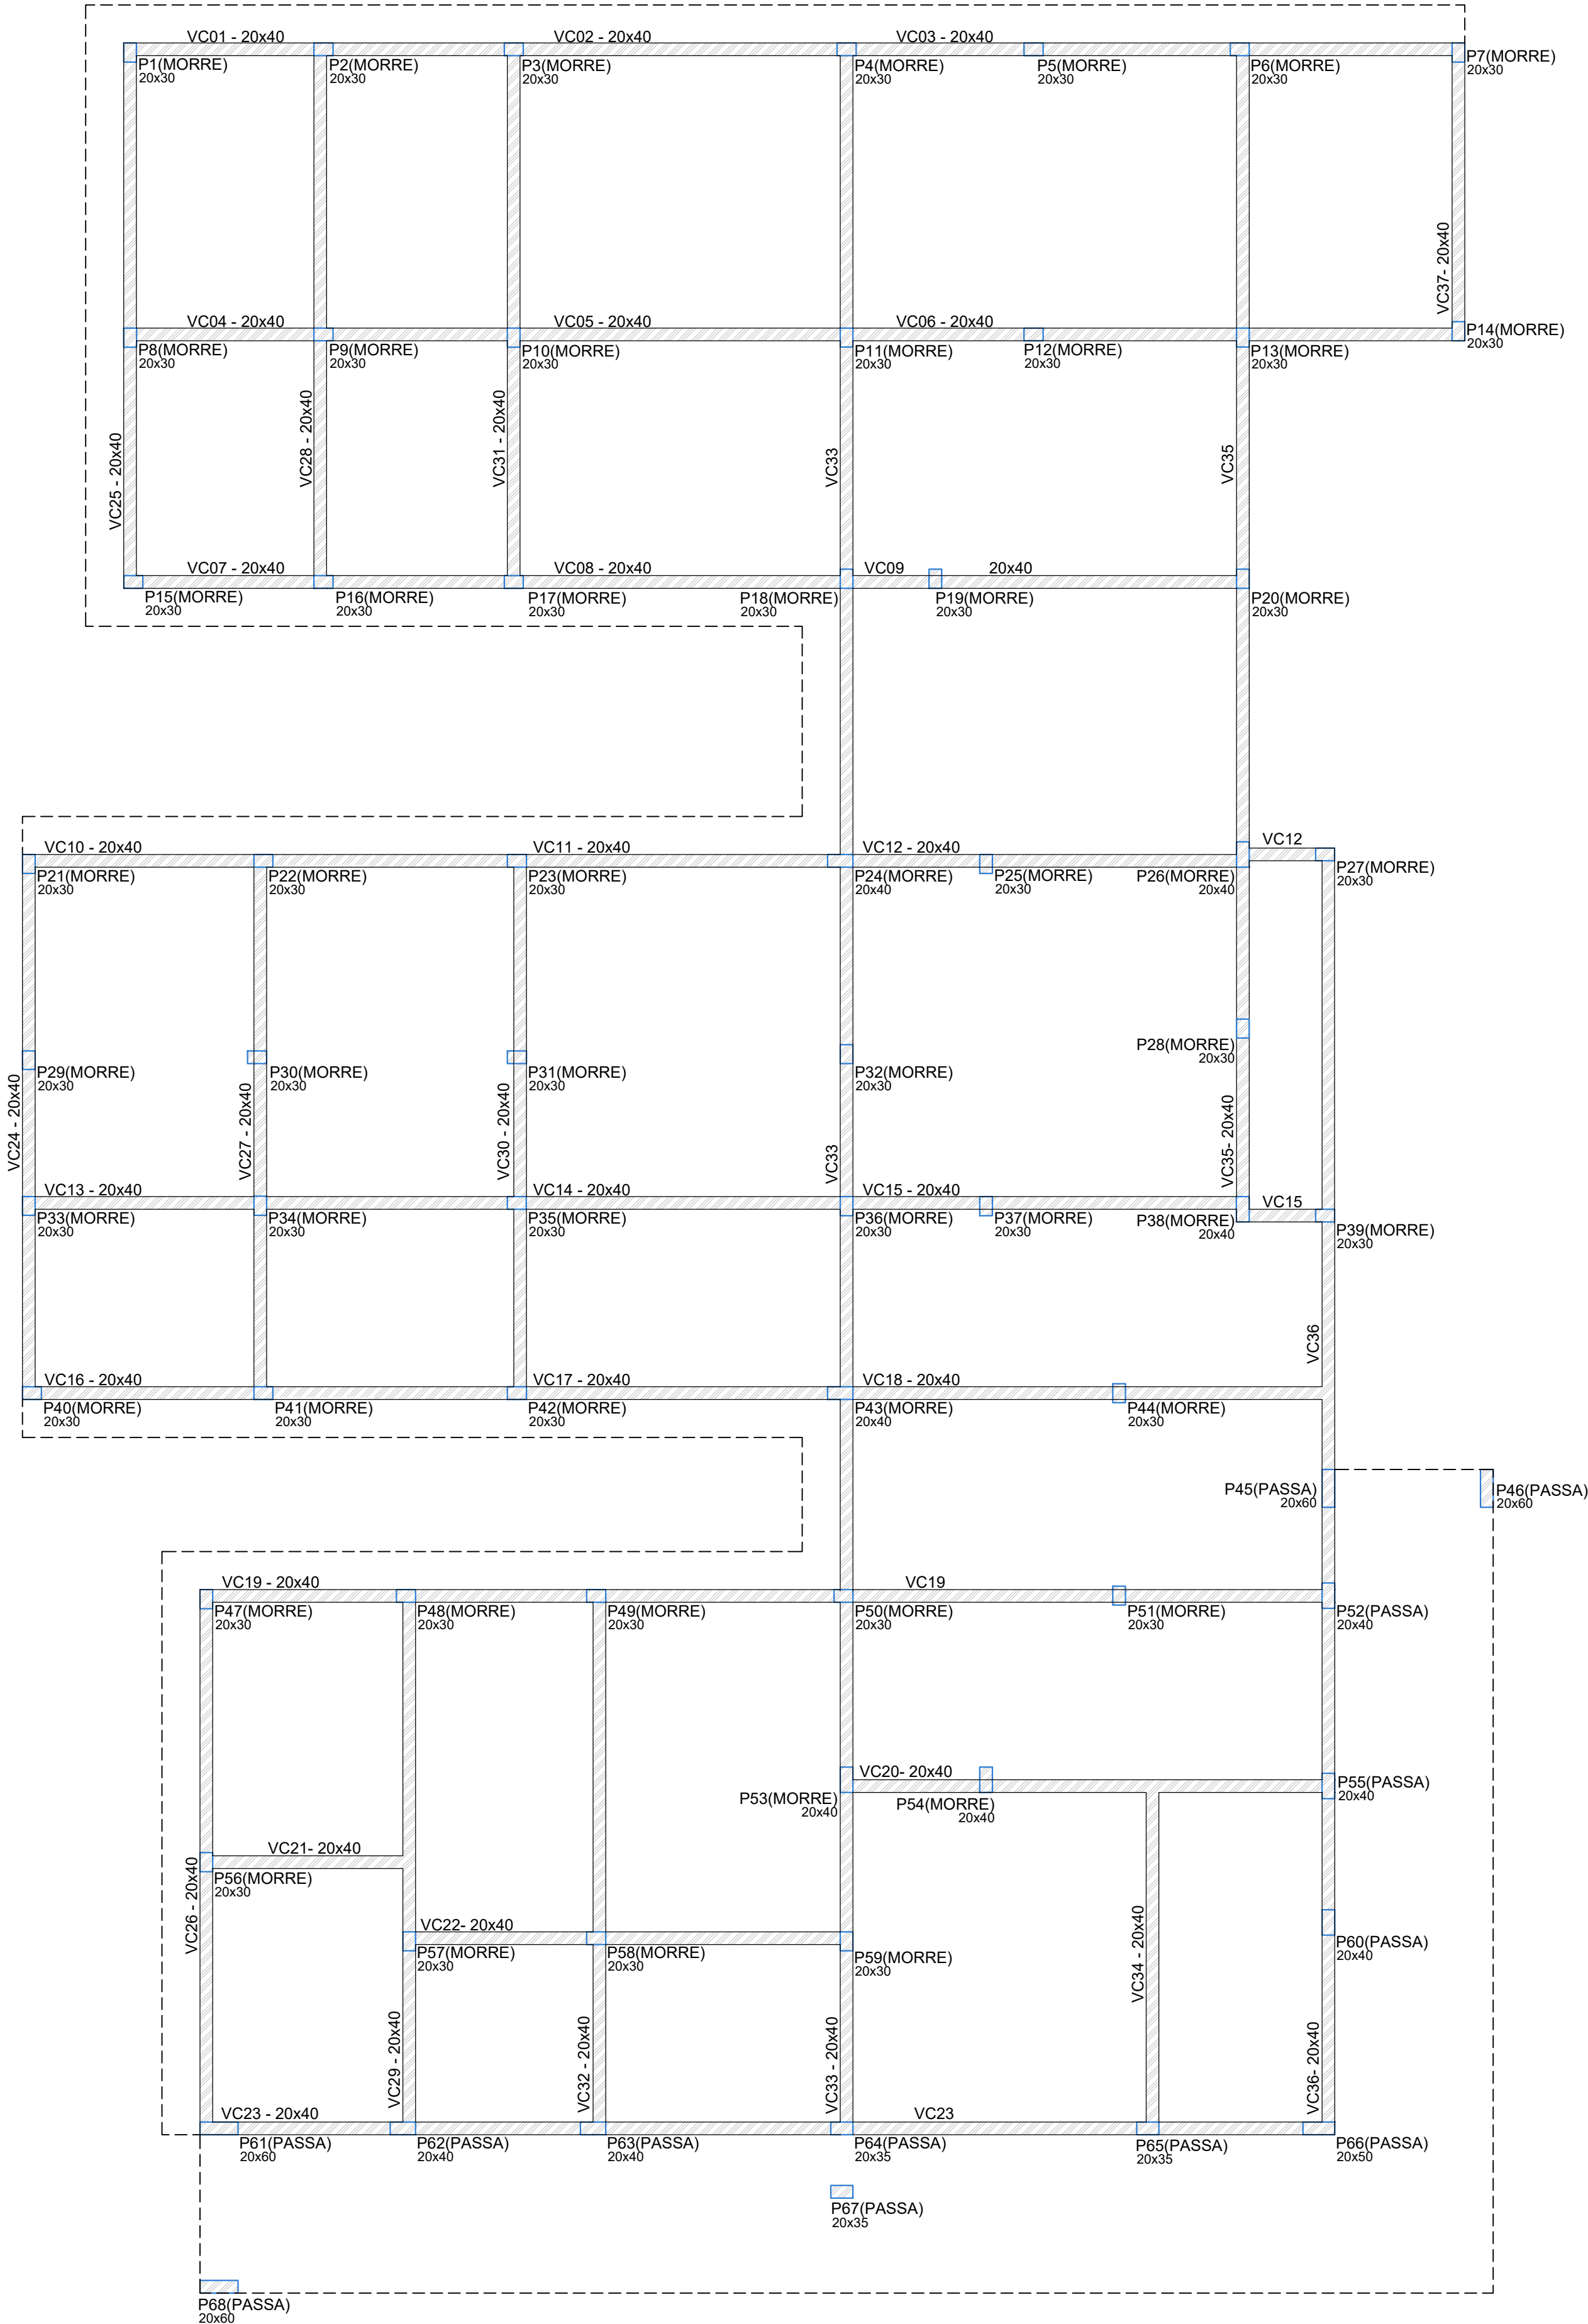 VC01 - 20x40
VC02 - 20x40
VC03 - 20x40
P1(MORRE)
20x30
P2(MORRE)
20x30
P3(MORRE)
20x30
P4(MORRE)
20x30
P5(MORRE)
20x30
P6(MORRE)
20x30
P7(MORRE)
20x30
VC37- 20x40
VC04 - 20x40
VC05 - 20x40
VC06 - 20x40
P8(MORRE)
20x30
P9(MORRE)
20x30
P10(MORRE)
20x30
P11(MORRE)
20x30
P12(MORRE)
20x30
P13(MORRE)
20x30
P14(MORRE)
20x30
VC25 - 20x40
VC28 - 20x40
VC31 - 20x40
VC33
VC35
VC07 - 20x40
VC08 - 20x40
VC09
20x40
P15(MORRE)
20x30
P16(MORRE)
20x30
P17(MORRE)
20x30
P18(MORRE)
20x30
P19(MORRE)
20x30
P20(MORRE)
20x30
VC10 - 20x40
VC11 - 20x40
VC12 - 20x40
VC12
P21(MORRE)
20x30
P22(MORRE)
20x30
P23(MORRE)
20x30
P24(MORRE)
20x40
P25(MORRE)
20x30
P26(MORRE)
20x40
P27(MORRE)
20x30
P28(MORRE)
20x30
P29(MORRE)
20x30
P30(MORRE)
20x30
P31(MORRE)
20x30
P32(MORRE)
20x30
VC24 - 20x40
VC27 - 20x40
VC30 - 20x40
VC33
VC35- 20x40
VC13 - 20x40
VC14 - 20x40
VC15 - 20x40
VC15
P33(MORRE)
20x30
P34(MORRE)
20x30
P35(MORRE)
20x30
P36(MORRE)
20x30
P37(MORRE)
20x30
P38(MORRE)
20x40
P39(MORRE)
20x30
VC36
VC16 - 20x40
VC17 - 20x40
VC18 - 20x40
P40(MORRE)
20x30
P41(MORRE)
20x30
P42(MORRE)
20x30
P43(MORRE)
20x40
P44(MORRE)
20x30
P45(PASSA)
20x60
P46(PASSA)
20x60
VC19 - 20x40
VC19
P47(MORRE)
20x30
P48(MORRE)
20x30
P49(MORRE)
20x30
P50(MORRE)
20x30
P51(MORRE)
20x30
P52(PASSA)
20x40
VC20- 20x40
P53(MORRE)
20x40
P54(MORRE)
20x40
P55(PASSA)
20x40
VC21- 20x40
P56(MORRE)
20x30
VC26 - 20x40
VC22- 20x40
P57(MORRE)
20x30
P58(MORRE)
20x30
P59(MORRE)
20x30
P60(PASSA)
20x40
VC34 - 20x40
VC29 - 20x40
VC32 - 20x40
VC33 - 20x40
VC36- 20x40
VC23 - 20x40
VC23
P61(PASSA)
20x60
P62(PASSA)
20x40
P63(PASSA)
20x40
P64(PASSA)
20x35
P65(PASSA)
20x35
P66(PASSA)
20x50
P67(PASSA)
20x35
P68(PASSA)
20x60